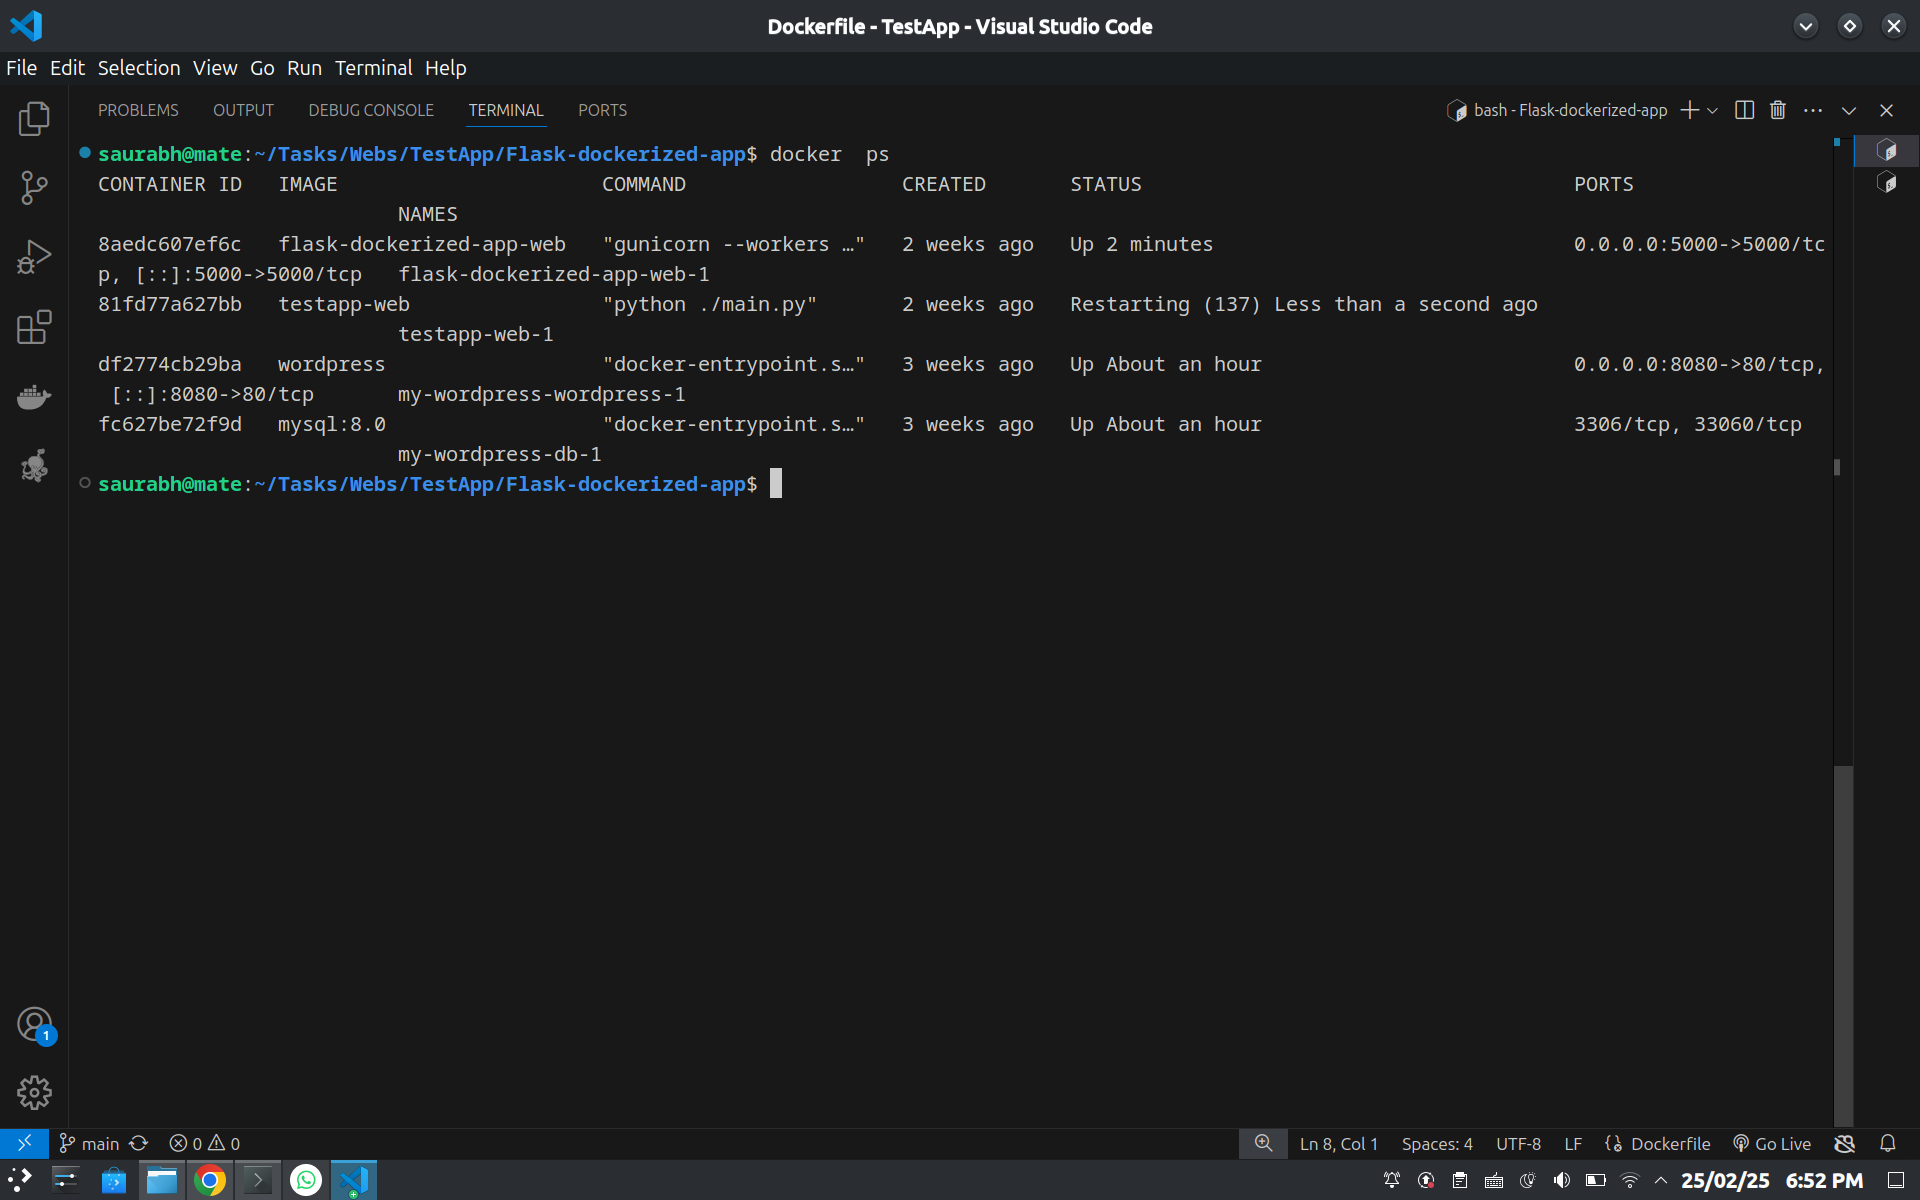 Dockerfile - TestApp - Visual Studio Code
File Edit Selection View Go Run Terminal Help
PROBLEMS OUTPUT DEBUG CONSOLE TERMINAL PORTS bash - Flask-dockerized-app
saurabh@mate:~/Tasks/Webs/TestApp/Flask-dockerized-app$ docker  ps
CONTAINER ID   IMAGE                      COMMAND                  CREATED       STATUS                                    PORTS
                         NAMES
8aedc607ef6c   flask-dockerized-app-web   "gunicorn --workers …"   2 weeks ago   Up 2 minutes                              0.0.0.0:5000->5000/tc
p, [::]:5000->5000/tcp   flask-dockerized-app-web-1
81fd77a627bb   testapp-web                "python ./main.py"       2 weeks ago   Restarting (137) Less than a second ago
                         testapp-web-1
df2774cb29ba   wordpress                  "docker-entrypoint.s…"   3 weeks ago   Up About an hour                          0.0.0.0:8080->80/tcp,
 [::]:8080->80/tcp       my-wordpress-wordpress-1
fc627be72f9d   mysql:8.0                  "docker-entrypoint.s…"   3 weeks ago   Up About an hour                          3306/tcp, 33060/tcp
                         my-wordpress-db-1
saurabh@mate:~/Tasks/Webs/TestApp/Flask-dockerized-app$
1
main 0 0 Ln 8, Col 1 Spaces: 4 UTF-8 LF Dockerfile Go Live
25/02/25 6:52 PM